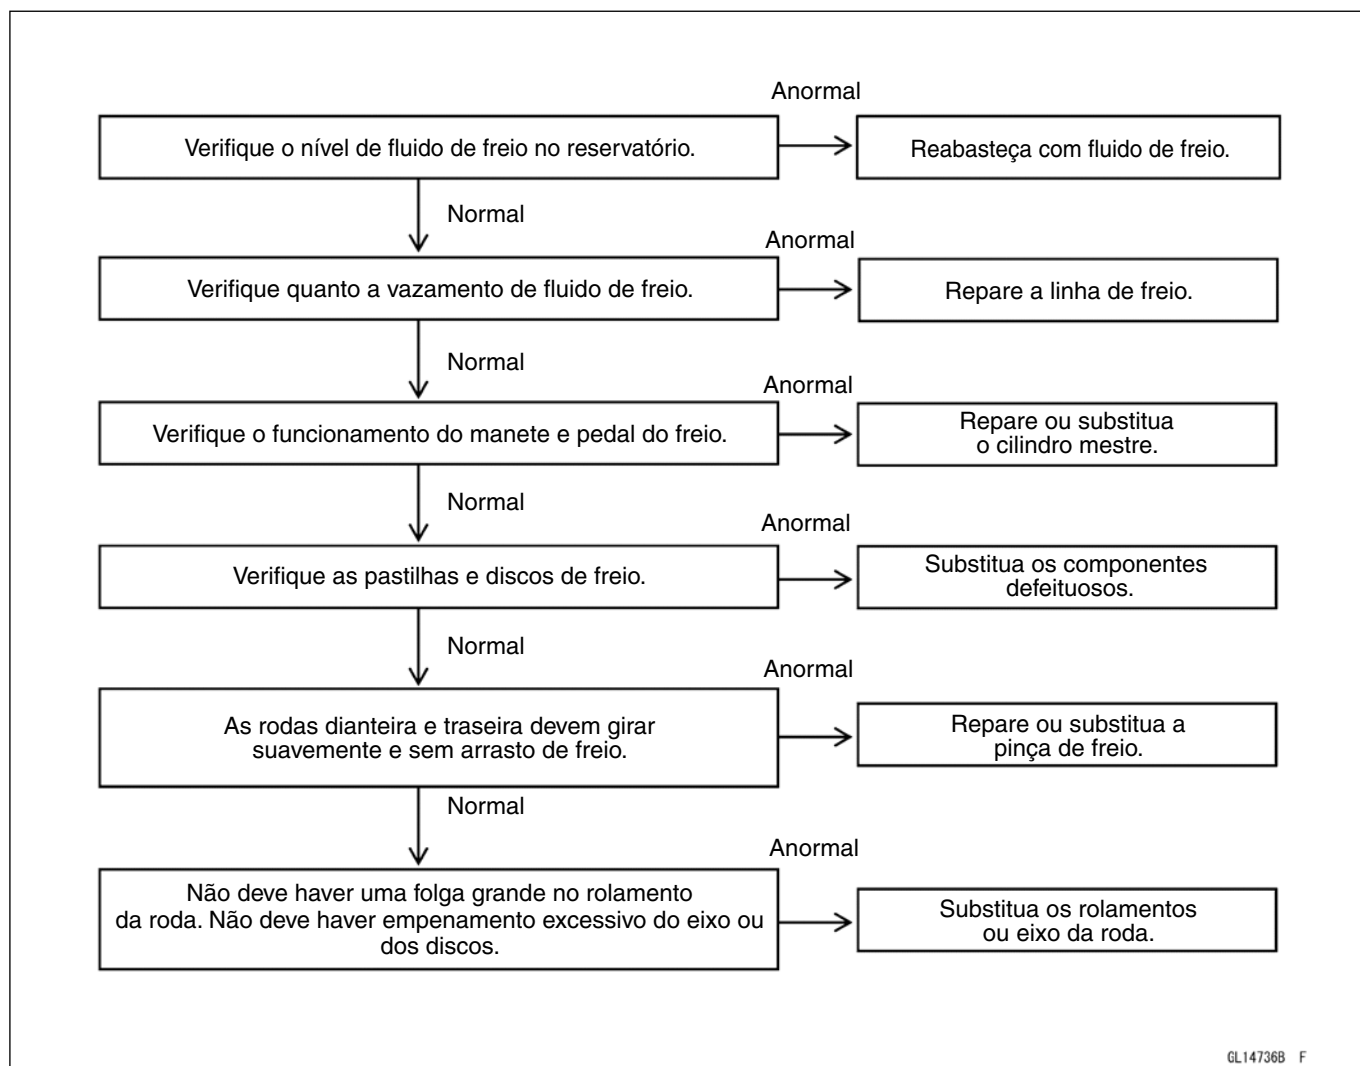 Anormal
Verifique o nível de fluido de freio no reservatório.
Reabasteça com fluido de freio.
Normal
Anormal
Verifique quanto a vazamento de fluido de freio.
Repare a linha de freio.
Normal
Anormal
Verifique o funcionamento do manete e pedal do freio.
Repare ou substitua
o cilindro mestre.
Normal
Anormal
Verifique as pastilhas e discos de freio.
Substitua os componentes
defeituosos.
Normal
Anormal
As rodas dianteira e traseira devem girar
suavemente e sem arrasto de freio.
Repare ou substitua a
pinça de freio.
Normal
Anormal
Não deve haver uma folga grande no rolamento
da roda. Não deve haver empenamento excessivo do eixo ou
dos discos.
Substitua os rolamentos
ou eixo da roda.
GL14736B F